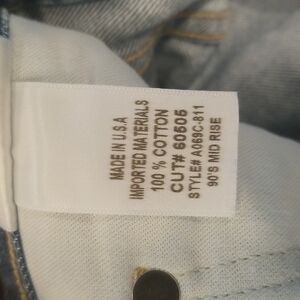 MADE IN U.S.A
IMPORTED MATERIALS
100 % COTTON
CUT# 60505
STYLE# A069C-811
90'S MID RISE